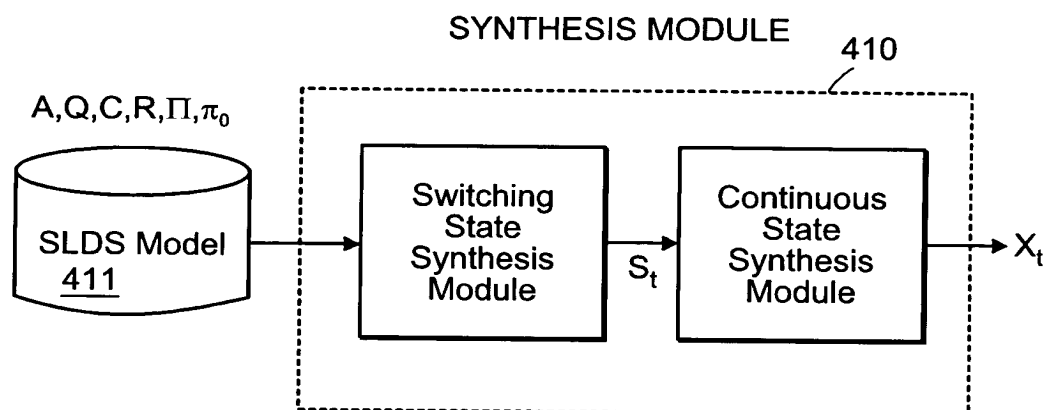 SYNTHESIS MODULE
410
A,Q,C,R,Π,π₀
SLDS Model
411
Switching
State
Synthesis
Module
Sₜ
Continuous
State
Synthesis
Module
Xₜ